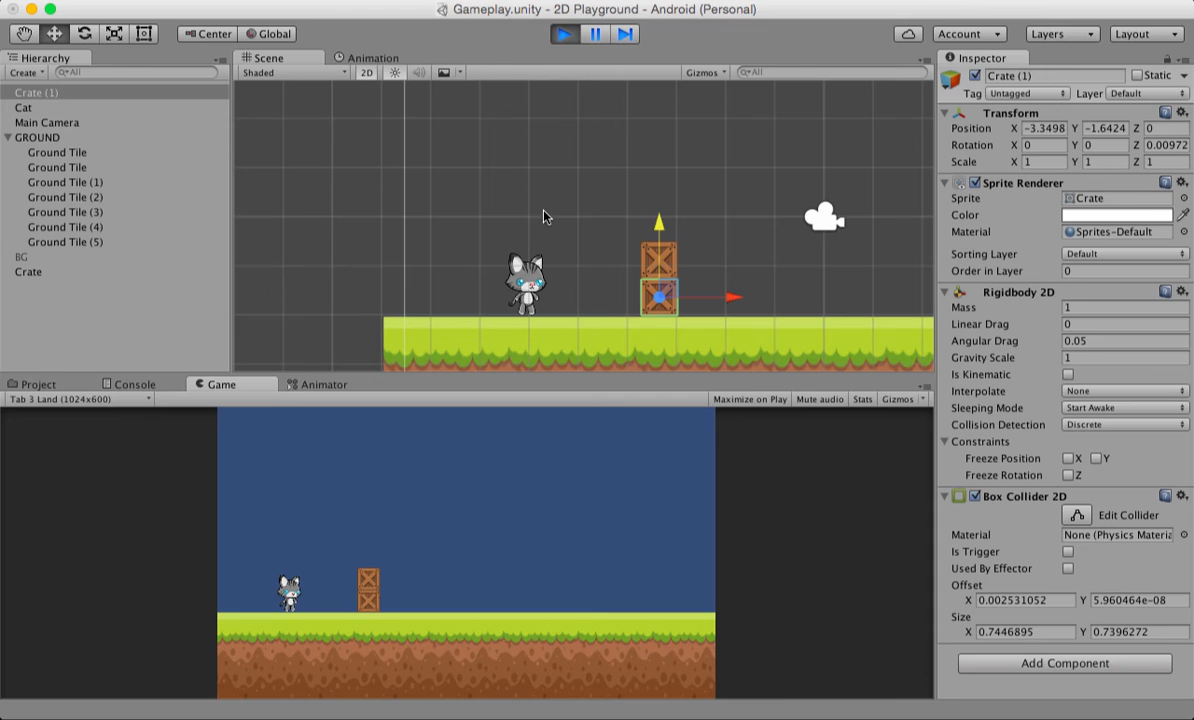 Gameplay.unity - 2D Playground - Android (Personal)
Center Global Account Layers Layout
Hierarchy
Create All
Crate (1)
Cat
Main Camera
GROUND
Ground Tile
Ground Tile
Ground Tile (1)
Ground Tile (2)
Ground Tile (3)
Ground Tile (4)
Ground Tile (5)
BG
Crate
Scene Animation
Shaded 2D Gizmos All
Project Console Game Animator
Tab 3 Land (1024x600) Maximize on Play Mute audio Stats Gizmos
Inspector
Crate (1) Static
Tag Untagged Layer Default
Transform
Position X -3.3498 Y -1.6424 Z 0
Rotation X 0 Y 0 Z 0.00972
Scale X 1 Y 1 Z 1
Sprite Renderer
Sprite Crate
Color
Material Sprites-Default
Sorting Layer Default
Order in Layer 0
Rigidbody 2D
Mass 1
Linear Drag 0
Angular Drag 0.05
Gravity Scale 1
Is Kinematic
Interpolate None
Sleeping Mode Start Awake
Collision Detection Discrete
Constraints
Freeze Position X Y
Freeze Rotation Z
Box Collider 2D
Edit Collider
Material None (Physics Materia
Is Trigger
Used By Effector
Offset
X 0.002531052 Y 5.960464e-08
Size
X 0.7446895 Y 0.7396272
Add Component